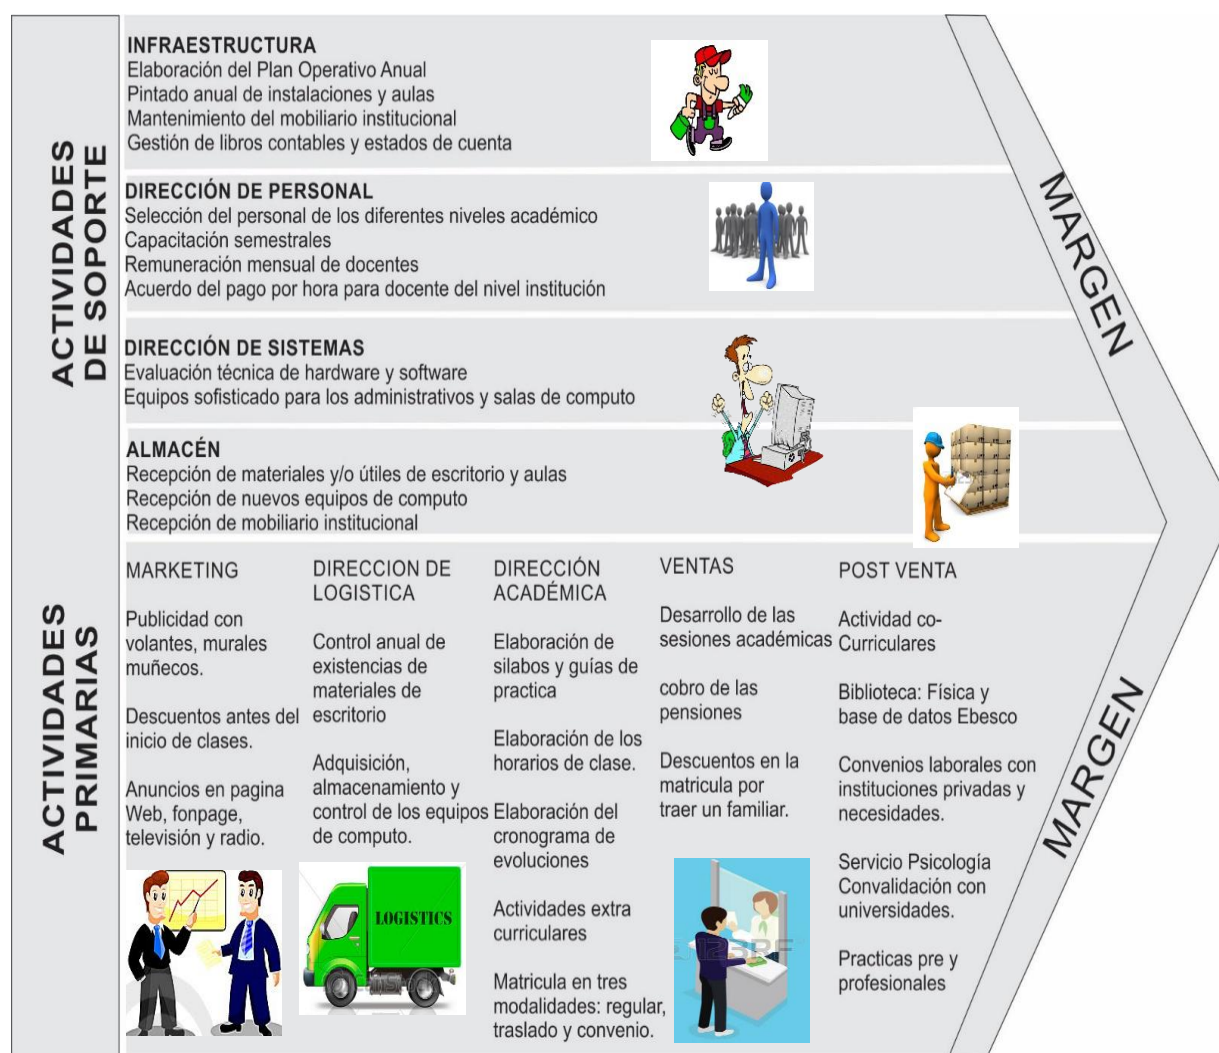 ACTIVIDADES
DE SOPORTE
INFRAESTRUCTURA
Elaboración del Plan Operativo Anual
Pintado anual de instalaciones y aulas
Mantenimiento del mobiliario institucional
Gestión de libros contables y estados de cuenta
DIRECCIÓN DE PERSONAL
Selección del personal de los diferentes niveles académico
Capacitación semestrales
Remuneración mensual de docentes
Acuerdo del pago por hora para docente del nivel institución
DIRECCIÓN DE SISTEMAS
Evaluación técnica de hardware y software
Equipos sofisticado para los administrativos y salas de computo
ALMACÉN
Recepción de materiales y/o útiles de escritorio y aulas
Recepción de nuevos equipos de computo
Recepción de mobiliario institucional
MARGEN
ACTIVIDADES
PRIMARIAS
MARKETING
Publicidad con
volantes, murales
muñecos.
Descuentos antes del
inicio de clases.
Anuncios en pagina
Web, fonpage,
televisión y radio.
DIRECCION DE
LOGISTICA
Control anual de
existencias de
materiales de
escritorio
Adquisición,
almacenamiento y
control de los equipos
de computo.
LOGISTICS
DIRECCIÓN
ACADÉMICA
Elaboración de
silabos y guías de
practica
Elaboración de los
horarios de clase.
Elaboración del
cronograma de
evoluciones
Actividades extra
curriculares
Matricula en tres
modalidades: regular,
traslado y convenio.
VENTAS
Desarrollo de las
sesiones académicas
cobro de las
pensiones
Descuentos en la
matricula por
traer un familiar.
123RF
POST VENTA
Actividad co-
Curriculares
Biblioteca: Física y
base de datos Ebesco
Convenios laborales con
instituciones privadas y
necesidades.
Servicio Psicología
Convalidación con
universidades.
Practicas pre y
profesionales
MARGEN